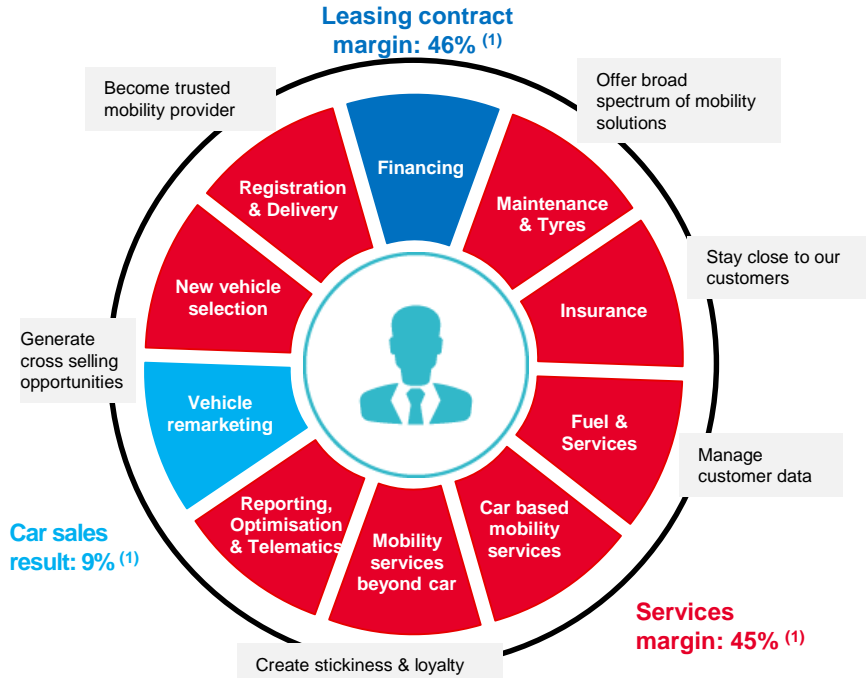 Leasing contract
margin: 46% (1)
Become trusted
mobility provider
Offer broad
spectrum of mobility
solutions
Financing
Registration
& Delivery
Maintenance
& Tyres
New vehicle
selection
Insurance
Stay close to our
customers
Generate
cross selling
opportunities
Vehicle
remarketing
Fuel &
Services
Manage
customer data
Reporting,
Optimisation
& Telematics
Mobility
services
beyond car
Car based
mobility
services
Car sales
result: 9% (1)
Services
margin: 45% (1)
Create stickiness & loyalty